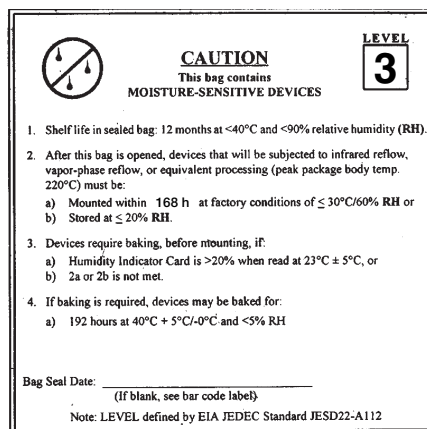 LEVEL
3
CAUTION
This bag contains
MOISTURE-SENSITIVE DEVICES
1. Shelf life in sealed bag: 12 months at <40°C and <90% relative humidity (RH).
2. After this bag is opened, devices that will be subjected to infrared reflow,
vapor-phase reflow, or equivalent processing (peak package body temp.
220°C) must be:
a) Mounted within 168 h at factory conditions of ≤ 30°C/60% RH or
b) Stored at ≤ 20% RH.
3. Devices require baking, before mounting, if:
a) Humidity Indicator Card is >20% when read at 23°C ± 5°C, or
b) 2a or 2b is not met.
4. If baking is required, devices may be baked for:
a) 192 hours at 40°C + 5°C/-0°C and <5% RH
Bag Seal Date:
(If blank, see bar code label)
Note: LEVEL defined by EIA JEDEC Standard JESD22-A112